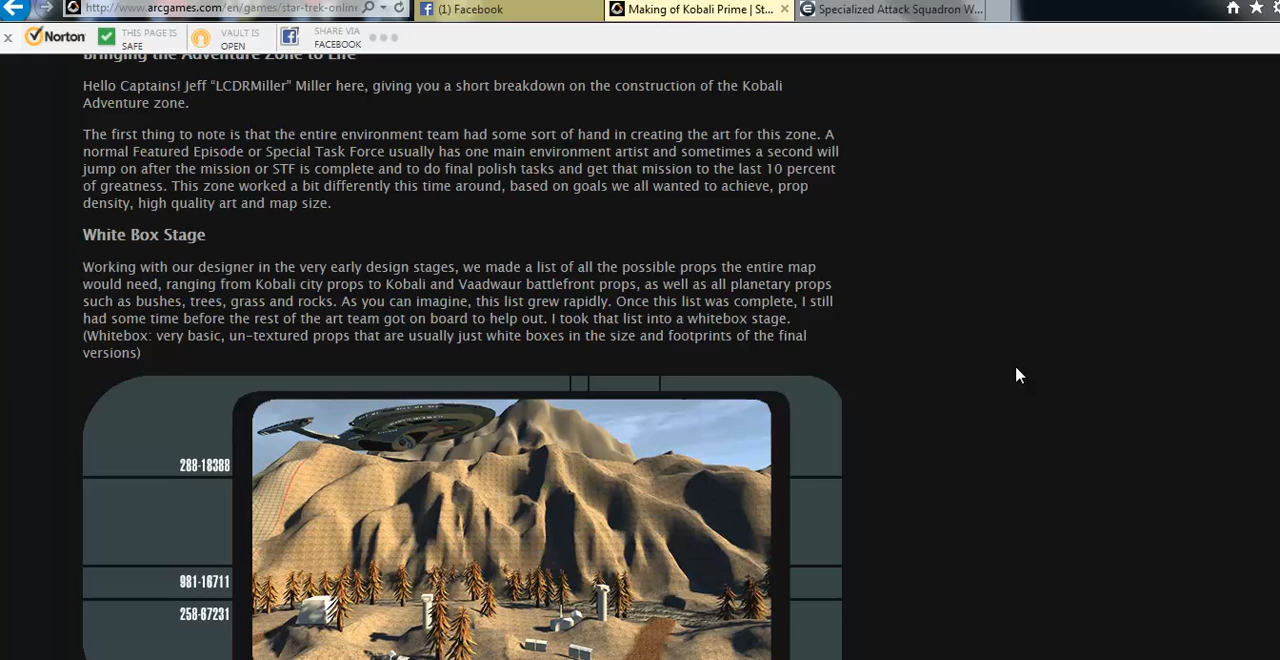 http://www.arcgames.com/en/games/star-trek-online
(1) Facebook
Making of Kobali Prime | St...
Specialized Attack Squadron W...
Norton
THIS PAGE IS
SAFE
VAULT IS
OPEN
SHARE VIA
FACEBOOK
Bringing the Adventure Zone to Life
Hello Captains! Jeff “LCDRMiller” Miller here, giving you a short breakdown on the construction of the Kobali
Adventure zone.
The first thing to note is that the entire environment team had some sort of hand in creating the art for this zone. A
normal Featured Episode or Special Task Force usually has one main environment artist and sometimes a second will
jump on after the mission or STF is complete and to do final polish tasks and get that mission to the last 10 percent
of greatness. This zone worked a bit differently this time around, based on goals we all wanted to achieve, prop
density, high quality art and map size.
White Box Stage
Working with our designer in the very early design stages, we made a list of all the possible props the entire map
would need, ranging from Kobali city props to Kobali and Vaadwaur battlefront props, as well as all planetary props
such as bushes, trees, grass and rocks. As you can imagine, this list grew rapidly. Once this list was complete, I still
had some time before the rest of the art team got on board to help out. I took that list into a whitebox stage.
(Whitebox: very basic, un-textured props that are usually just white boxes in the size and footprints of the final
versions)
288-18388
981-16711
258-67231